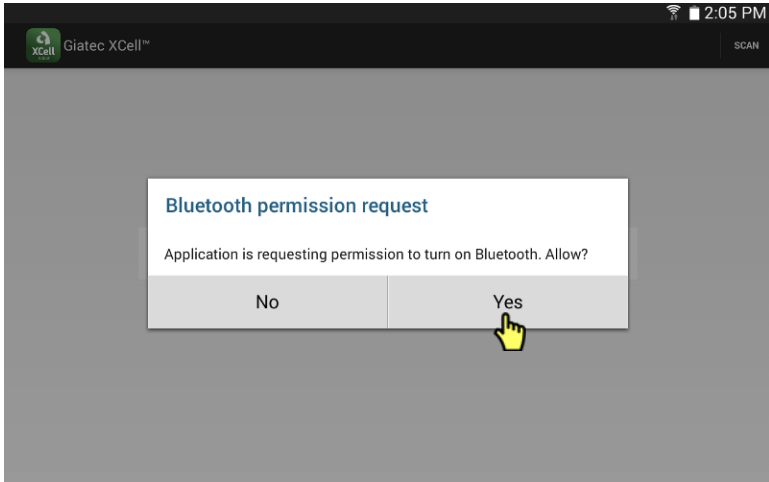 2:05 PM
XCell
Giatec XCell™
SCAN
Bluetooth permission request
Application is requesting permission to turn on Bluetooth. Allow?
No
Yes